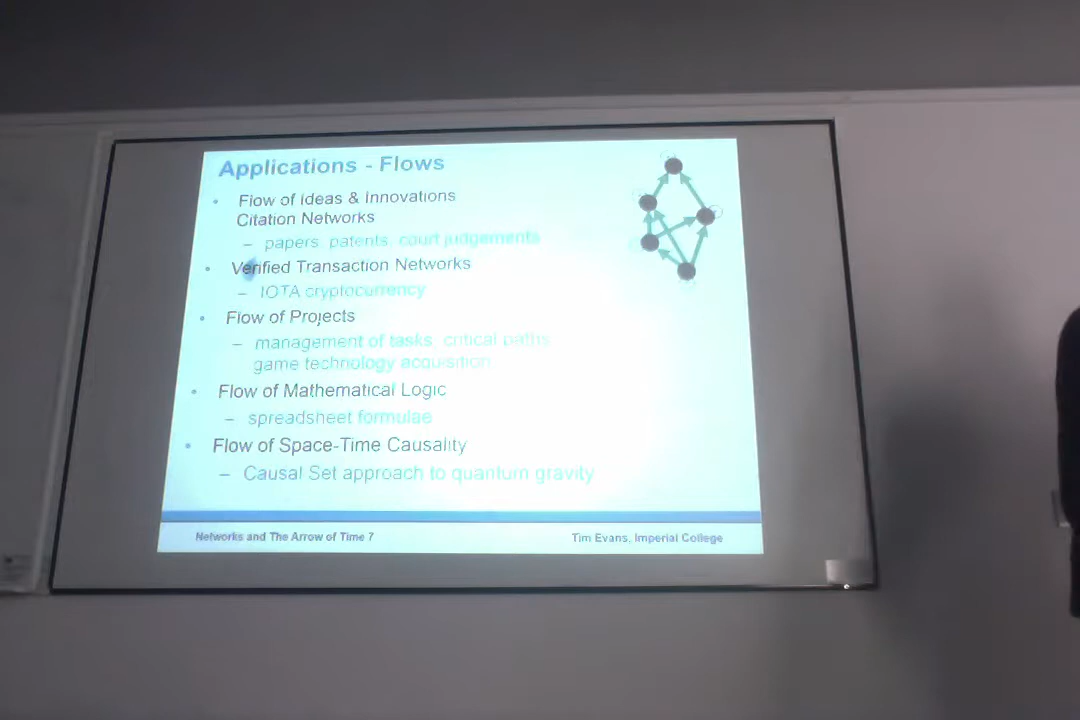 Applications - Flows
• Flow of Ideas & Innovations
Citation Networks
– papers, patents, court judgements
• Verified Transaction Networks
– IOTA cryptocurrency
• Flow of Projects
– management of tasks, critical paths
game technology acquisition
• Flow of Mathematical Logic
– spreadsheet formulae
• Flow of Space-Time Causality
– Causal Set approach to quantum gravity
Networks and The Arrow of Time 7
Tim Evans, Imperial College